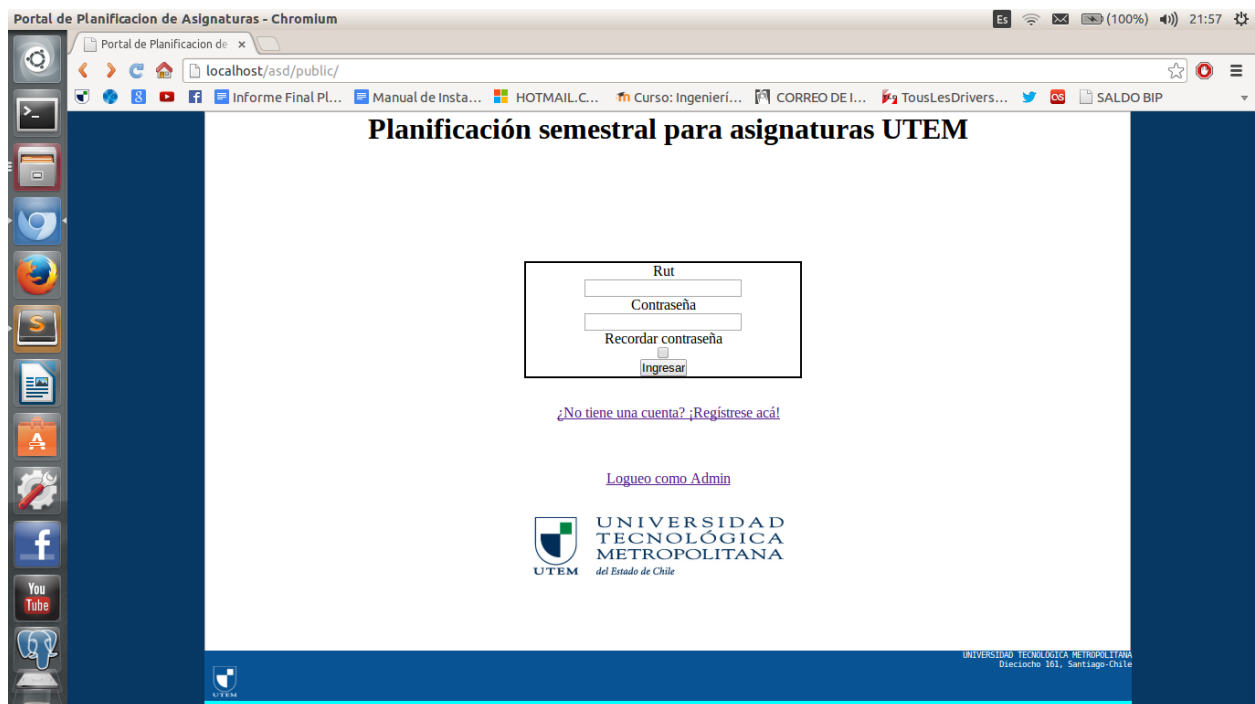 Portal de Planificacion de Asignaturas - Chromium
Es
(100%)
21:57
Portal de Planificacion de
localhost/asd/public/
Informe Final Pl...
Manual de Insta...
HOTMAIL.C...
Curso: Ingenierí...
CORREO DE I...
TousLesDrivers...
OS
SALDO BIP
Planificación semestral para asignaturas UTEM
Rut
Contraseña
Recordar contraseña
Ingresar
¿No tiene una cuenta? ¡Regístrese acá!
Logueo como Admin
UNIVERSIDAD
TECNOLÓGICA
METROPOLITANA
UTEM
del Estado de Chile
You
Tube
UNIVERSIDAD TECNOLOGICA METROPOLITANA
Dieciocho 161, Santiago-Chile
UTEM